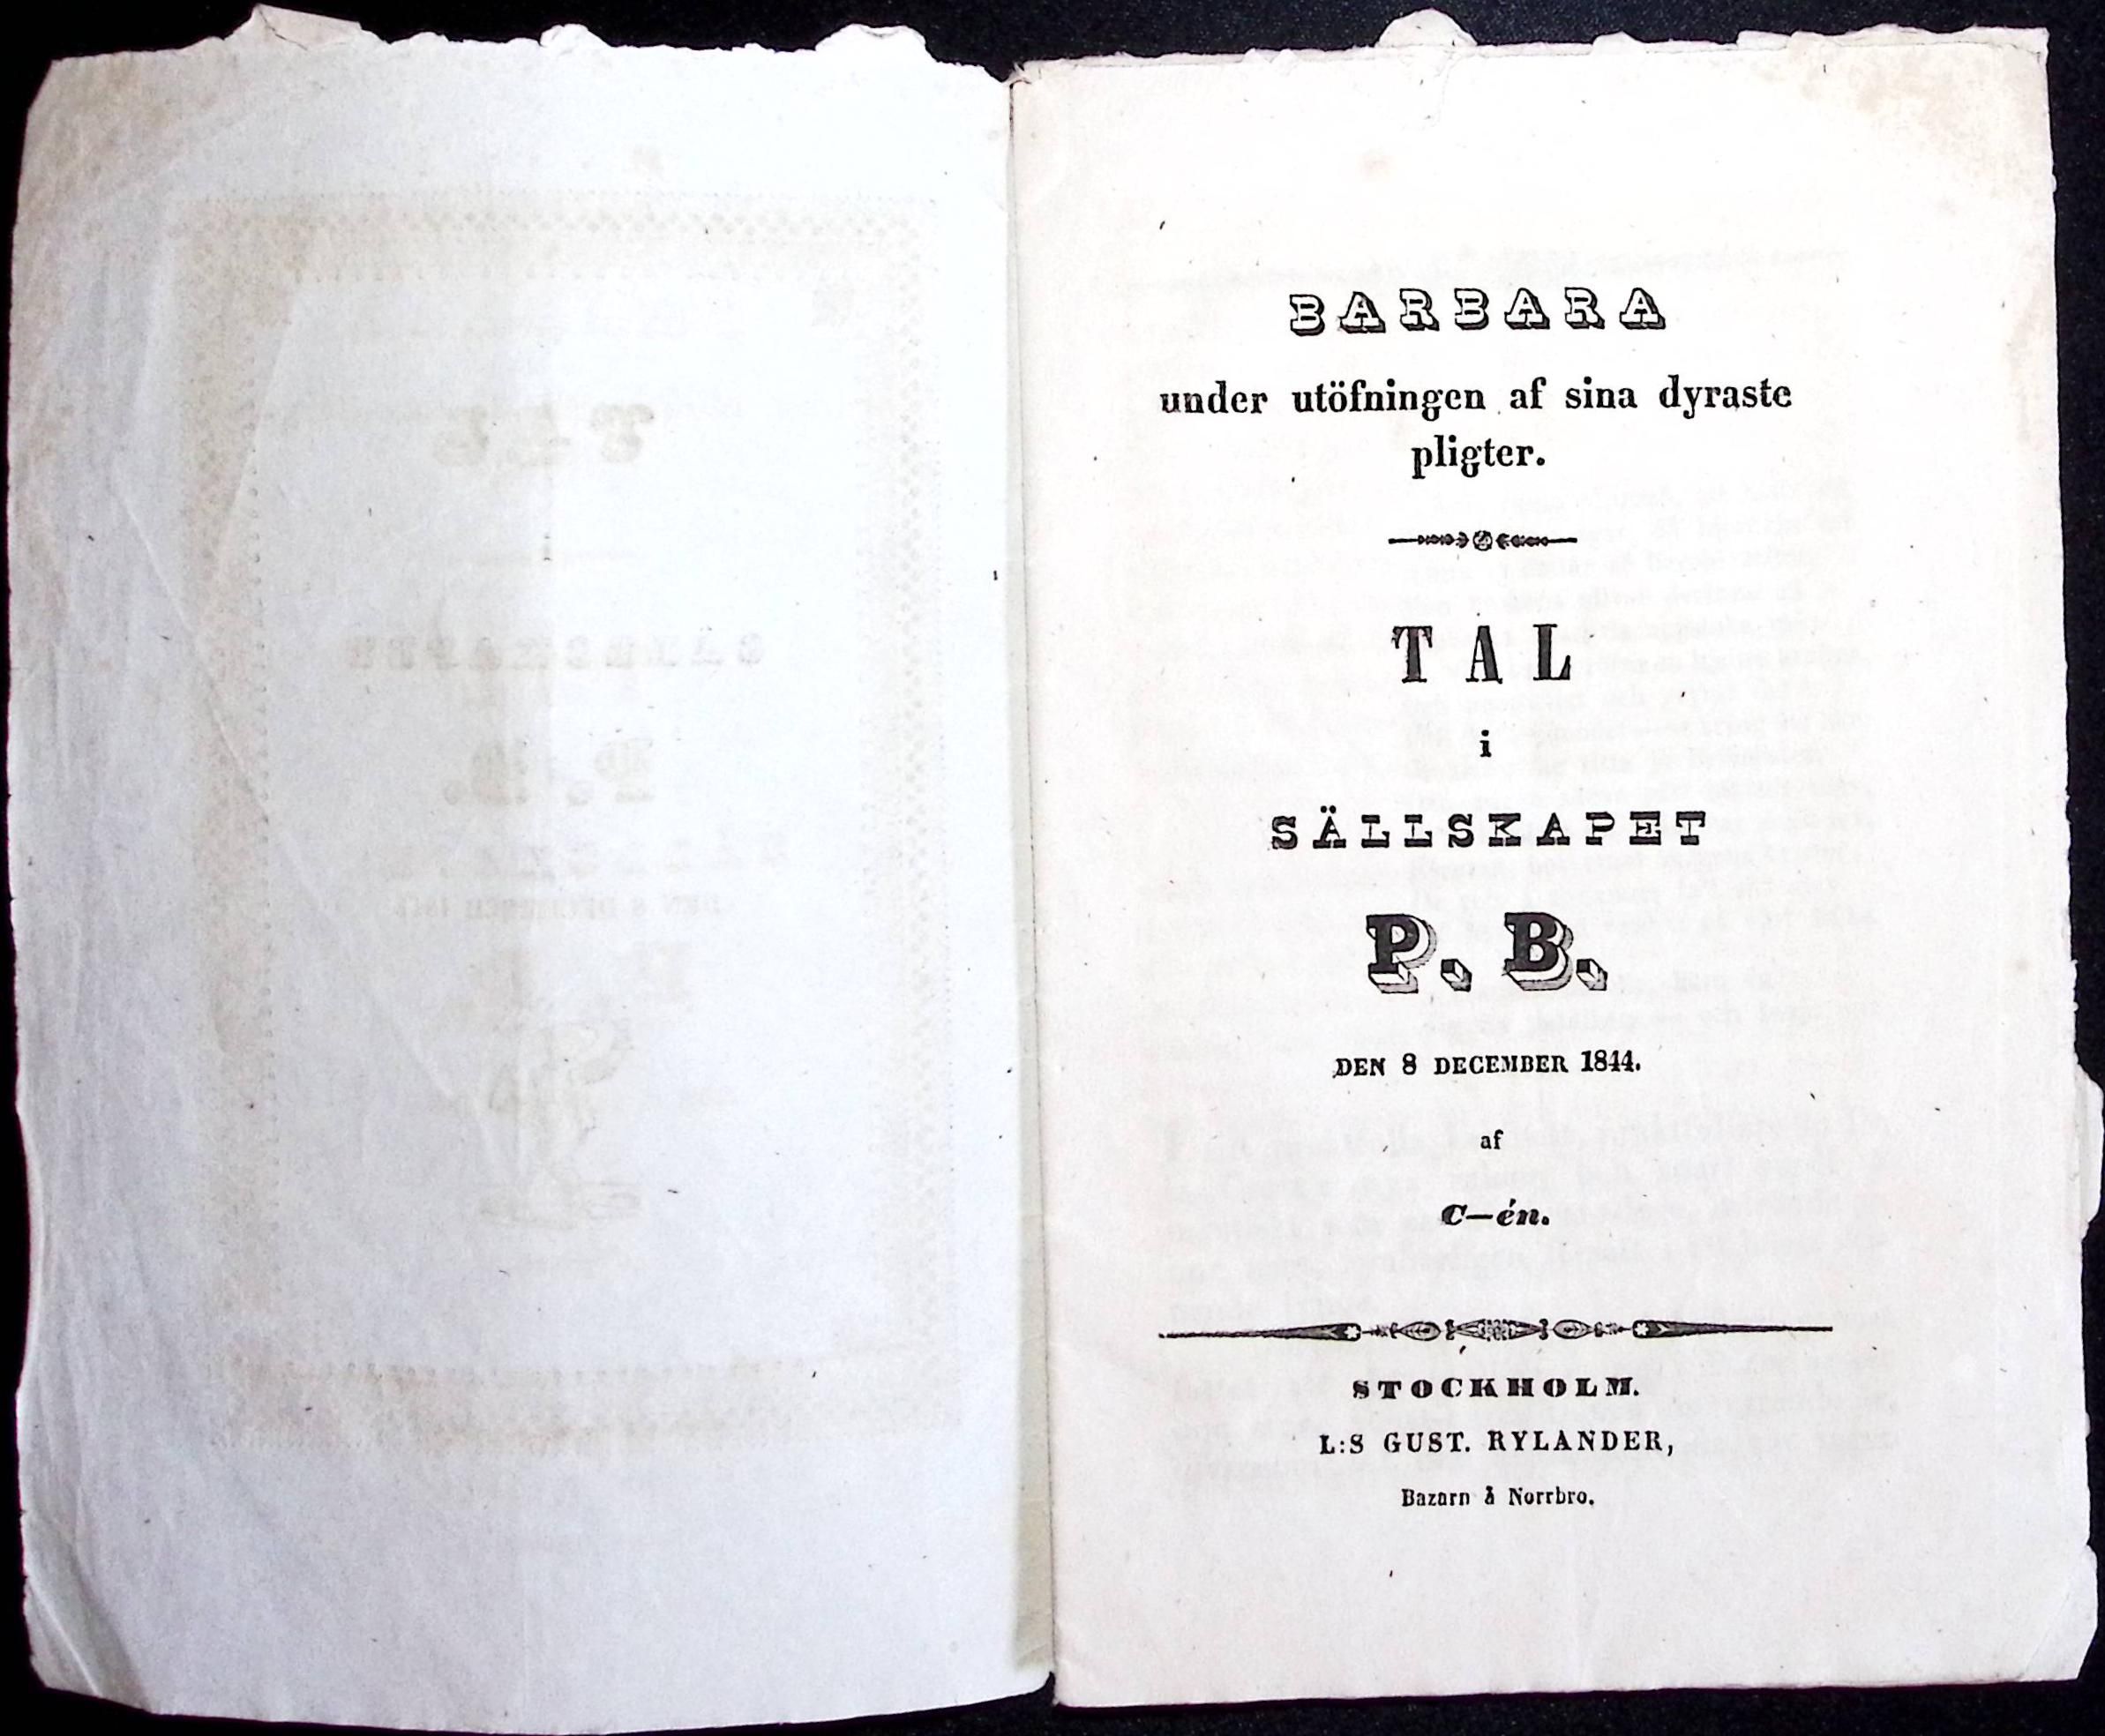 BARBARA
under utöfningen af sina dyraste
pligter.
TAL
i
SÄLLSKAPET
P. B.
DEN 8 DECEMBER 1844.
af
C—én.
STOCKHOLM.
L:S GUST. RYLANDER,
Bazarn å Norrbro.